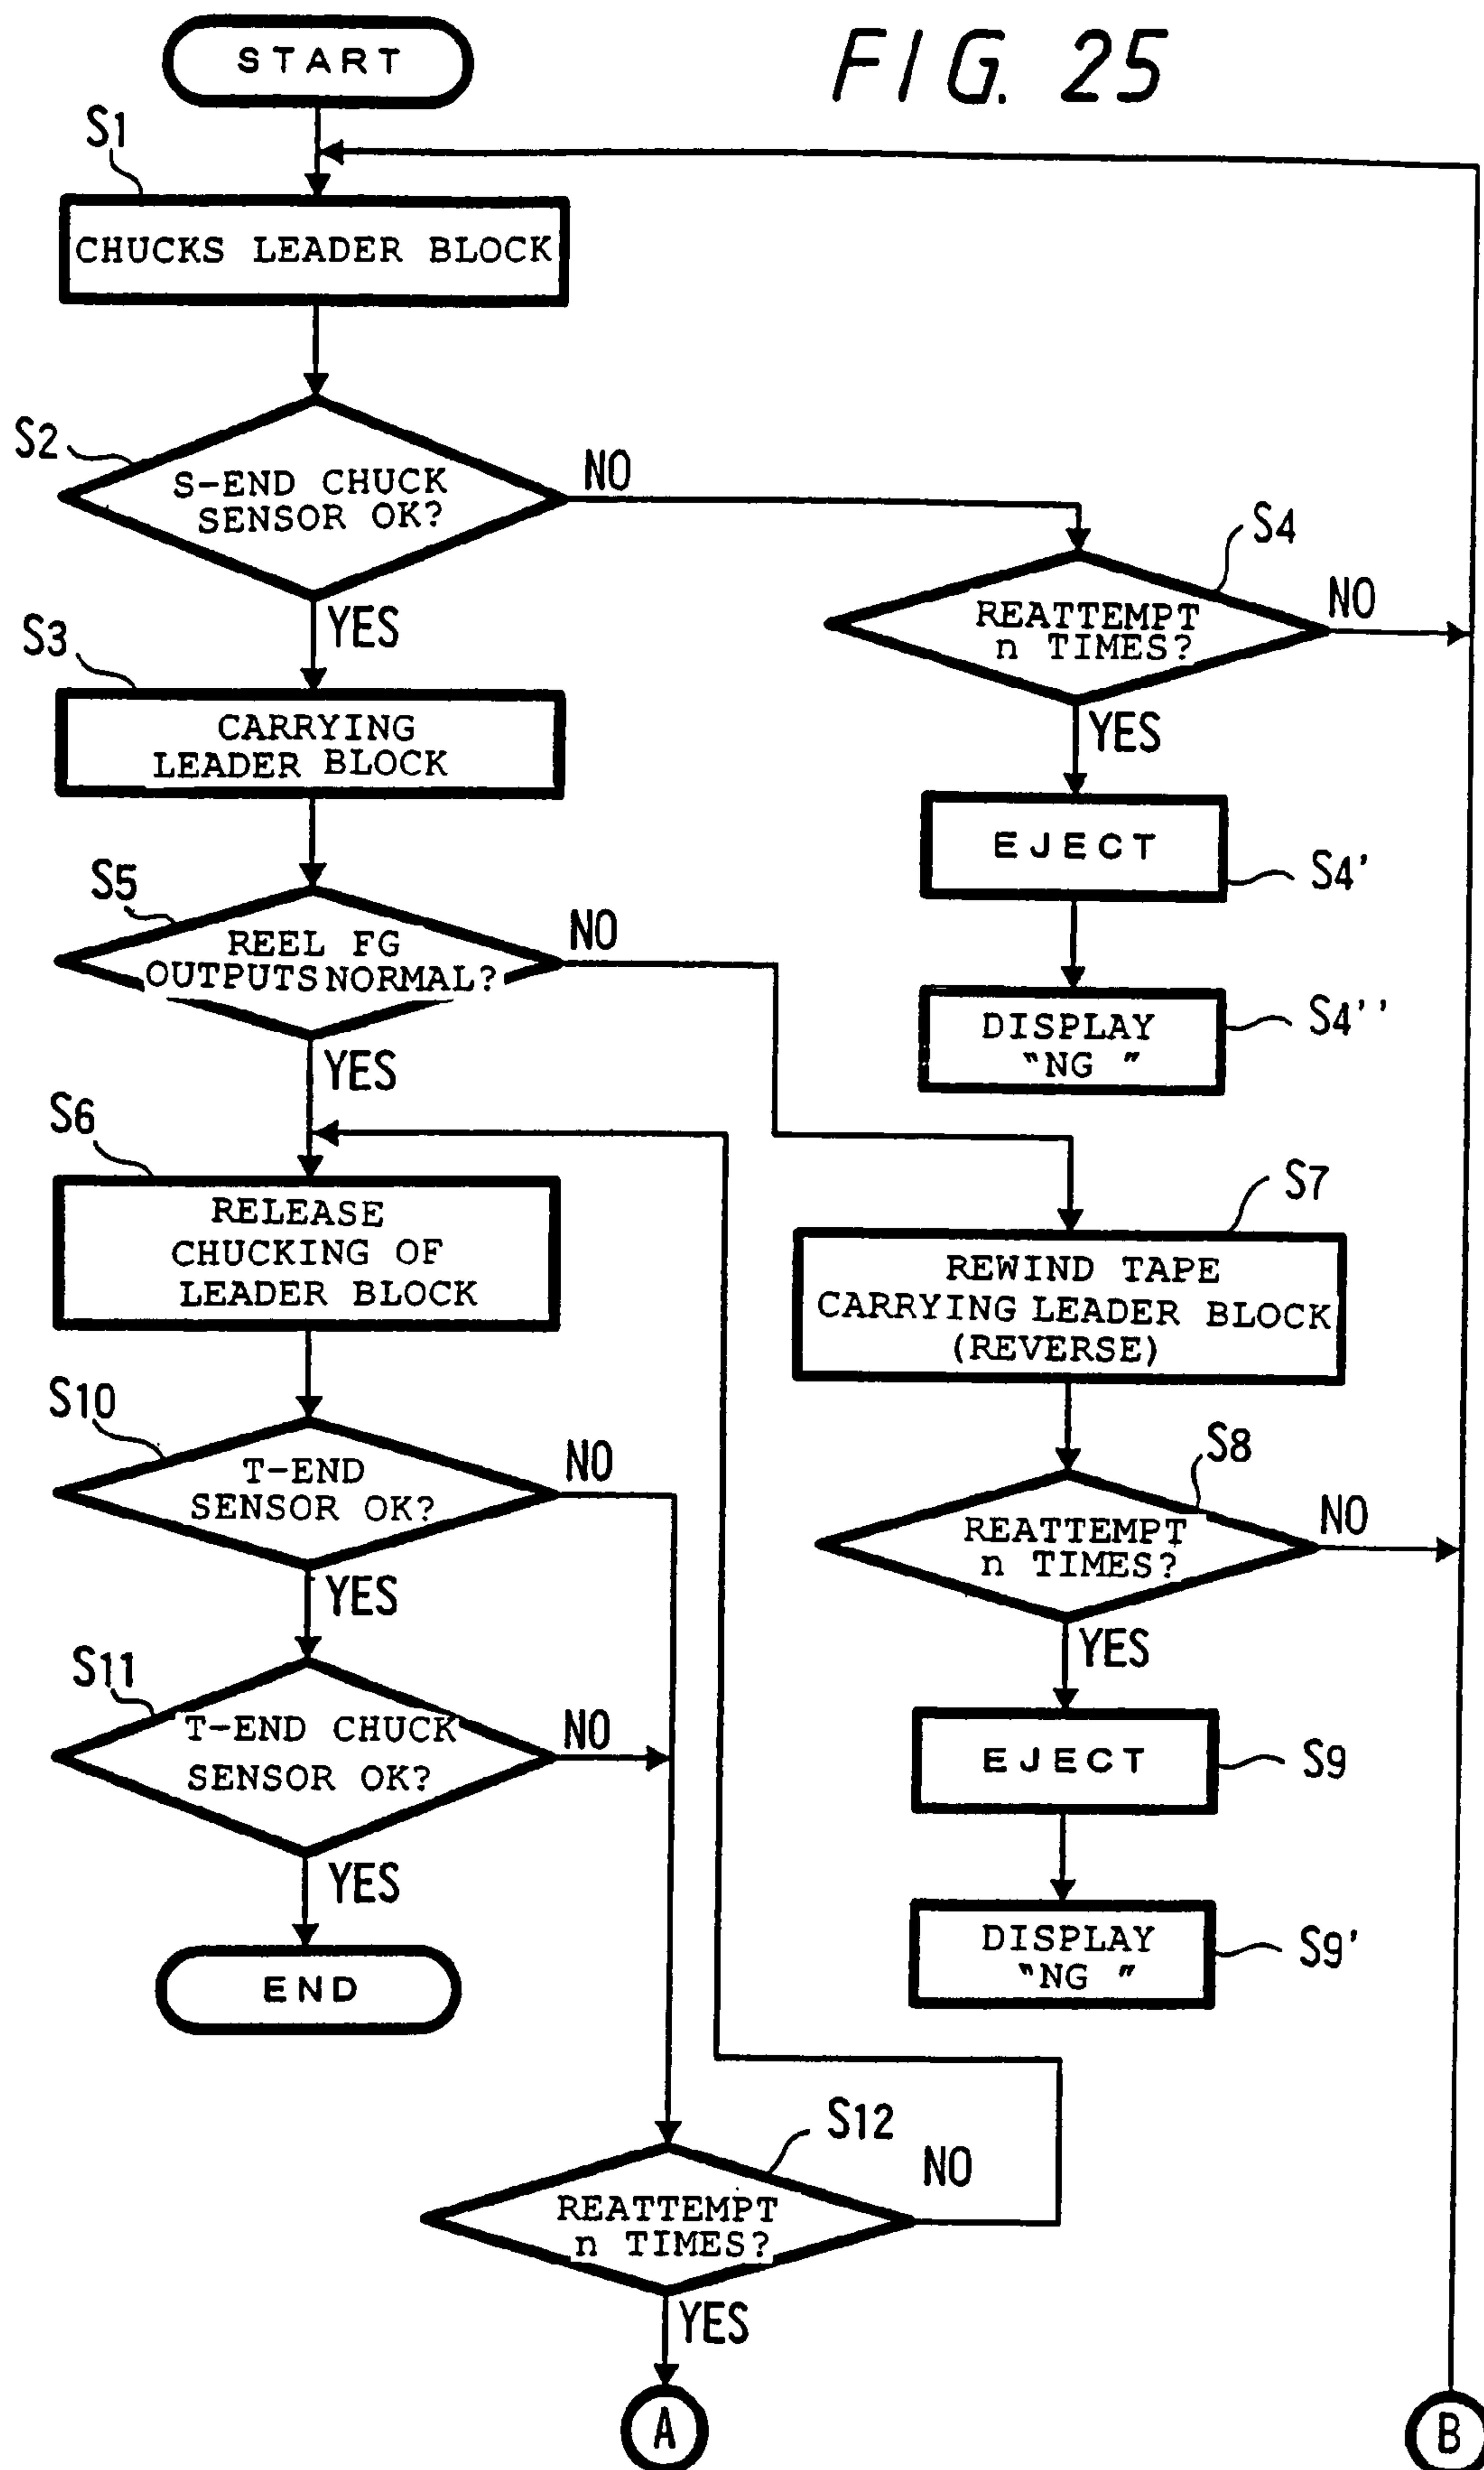 FIG. 25
START
S1
CHUCKS LEADER BLOCK
S2
S-END CHUCK
SENSOR OK?
NO
YES
S4
REATTEMPT
n TIMES?
NO
YES
S3
CARRYING
LEADER BLOCK
EJECT
S4'
S5
REEL FG
OUTPUTS NORMAL?
NO
YES
DISPLAY
"NG "
S4''
S6
RELEASE
CHUCKING OF
LEADER BLOCK
S7
REWIND TAPE
CARRYING LEADER BLOCK
(REVERSE)
S10
T-END
SENSOR OK?
NO
YES
S8
REATTEMPT
n TIMES?
NO
YES
S11
T-END CHUCK
SENSOR OK?
NO
YES
EJECT
S9
END
DISPLAY
"NG "
S9'
S12
REATTEMPT
n TIMES?
NO
YES
A
B